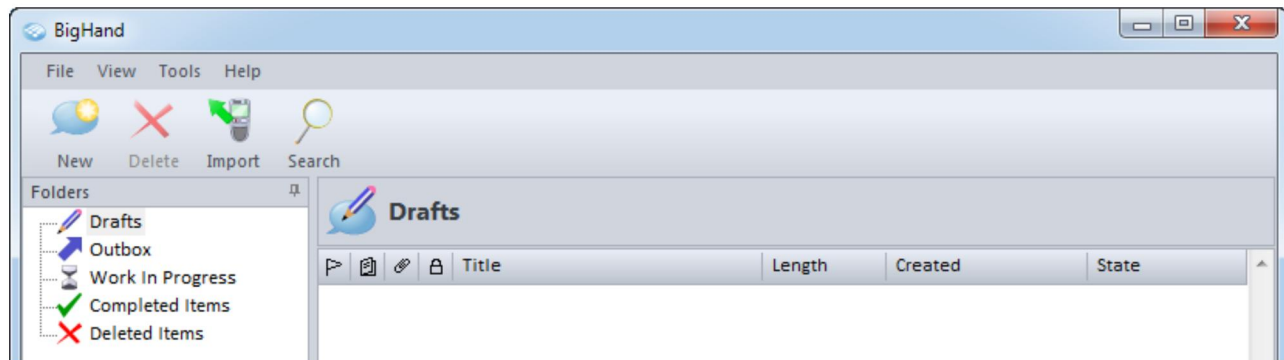 BigHand
File View Tools Help
New Delete Import Search
Folders
Drafts
Outbox
Work In Progress
Completed Items
Deleted Items
Drafts
Title Length Created State